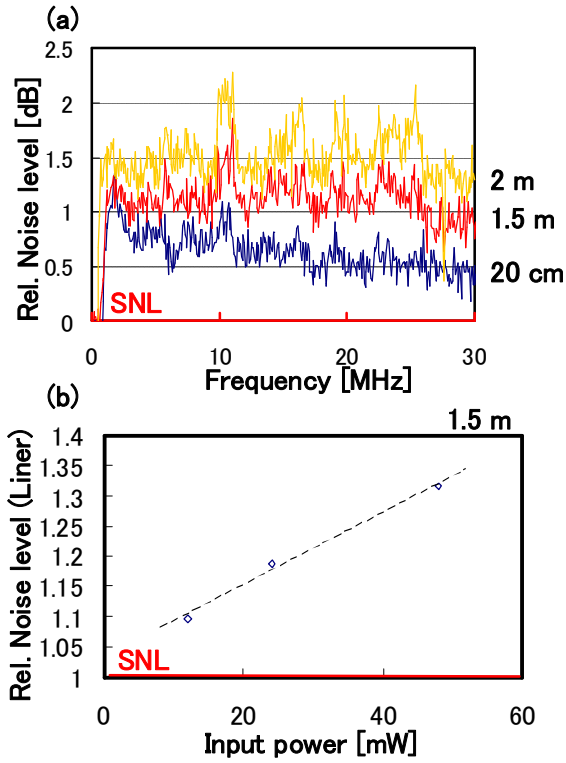 (a)
Rel. Noise level [dB]
2.5
2
1.5
1
0.5
0
SNL
2 m
1.5 m
20 cm
0
10
20
30
Frequency [MHz]
(b)
1.5 m
Rel. Noise level (Liner)
1.4
1.35
1.3
1.2
1.15
1.1
1.05
1
SNL
0
20
40
60
Input power [mW]